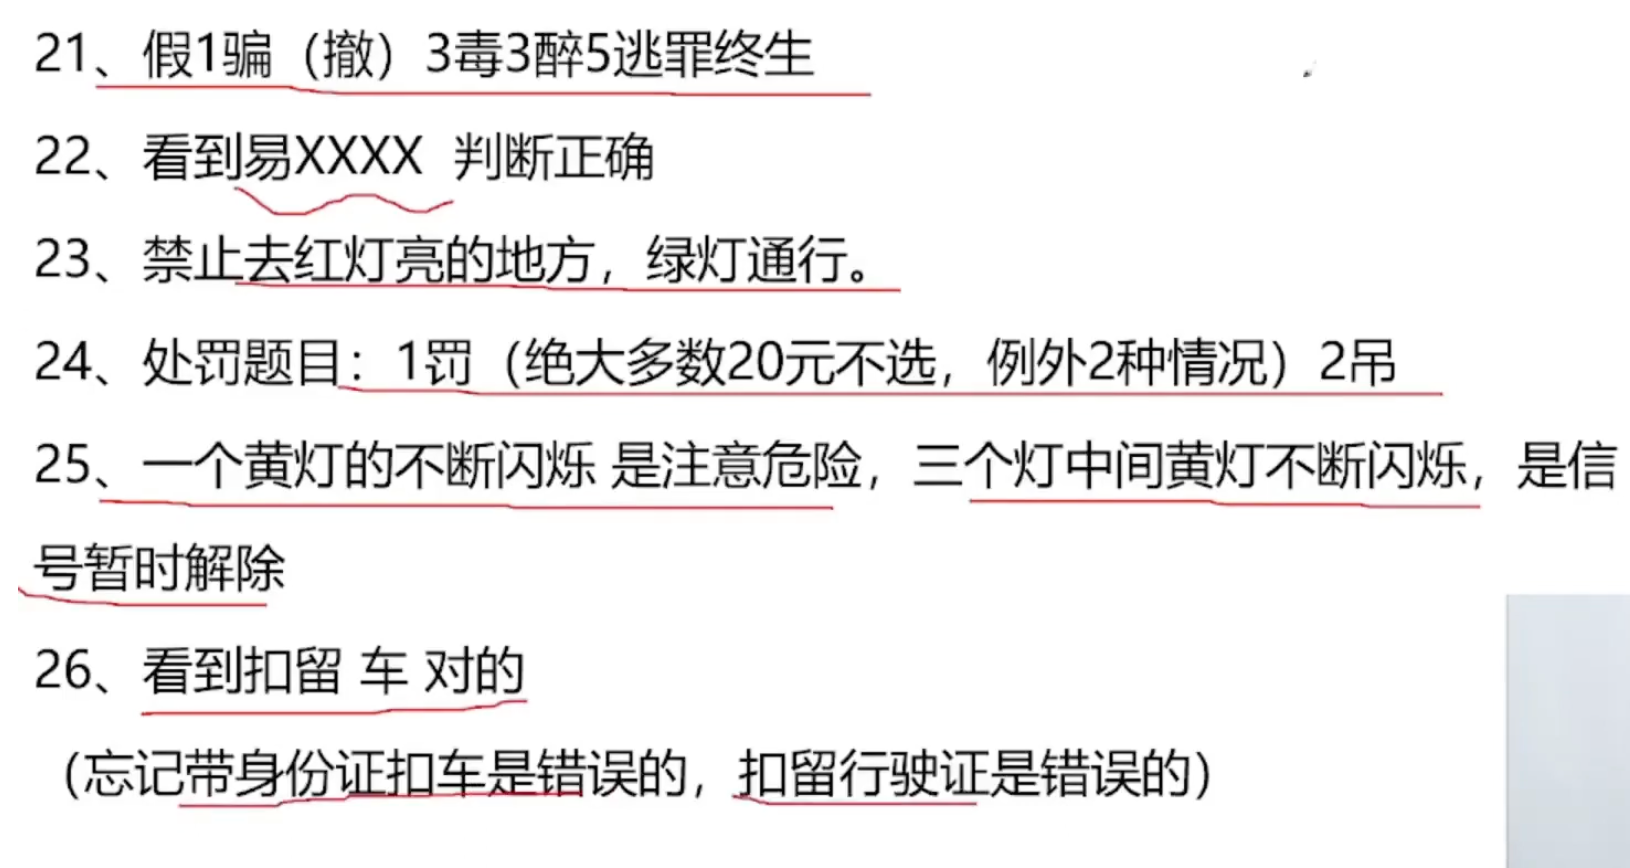 21、假1骗（撤）3毒3醉5逃罪终生
22、看到易XXXX 判断正确
23、禁止去红灯亮的地方，绿灯通行。
24、处罚题目：1罚（绝大多数20元不选，例外2种情况）2吊
25、一个黄灯的不断闪烁 是注意危险，三个灯中间黄灯不断闪烁，是信
号暂时解除
26、看到扣留 车 对的
（忘记带身份证扣车是错误的，扣留行驶证是错误的）